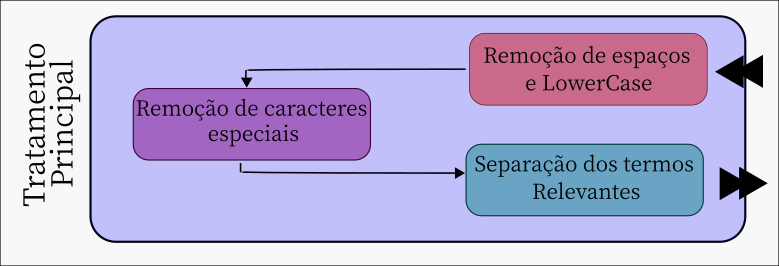 Tratamento
Principal
Remoção de espaços
e LowerCase
Remoção de caracteres
especiais
Separação dos termos
Relevantes